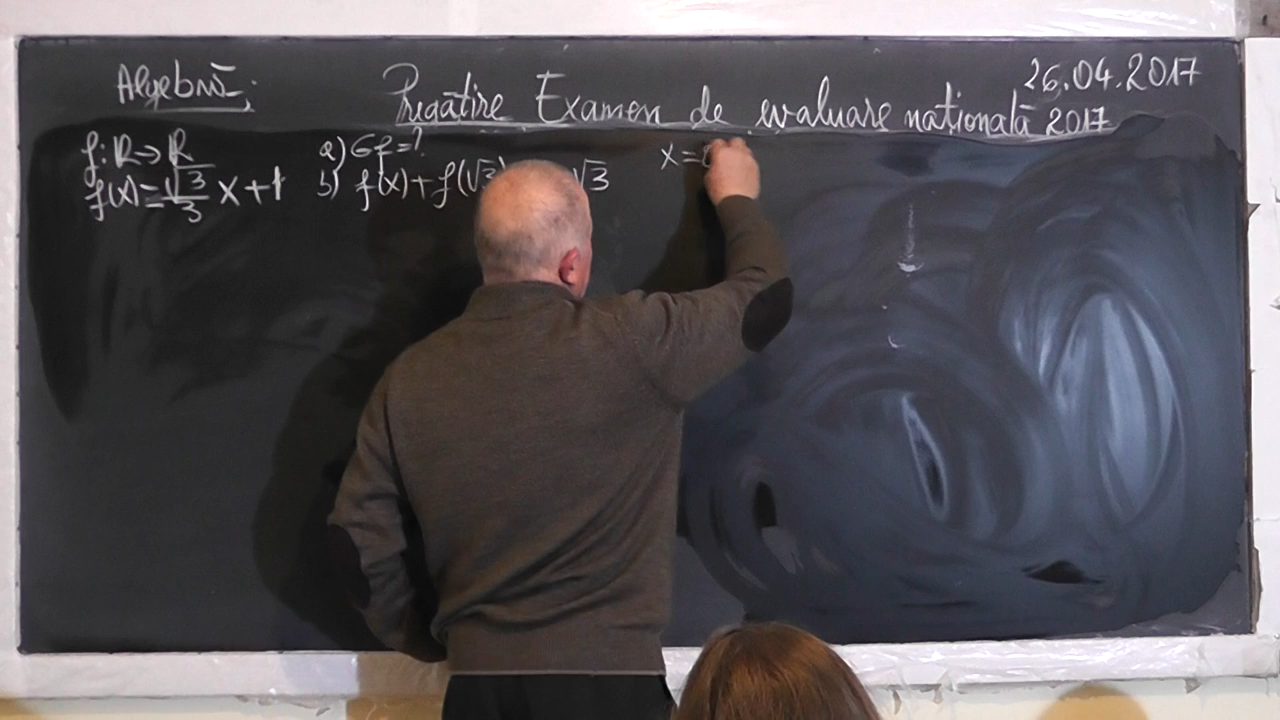 Algebră;
Pregătire Examen de evaluare națională 2017
26.04.2017
f: R→R
f(x)=√3/3 x+1
a) Gf=?
b) f(x)+f(√3) √3
x=